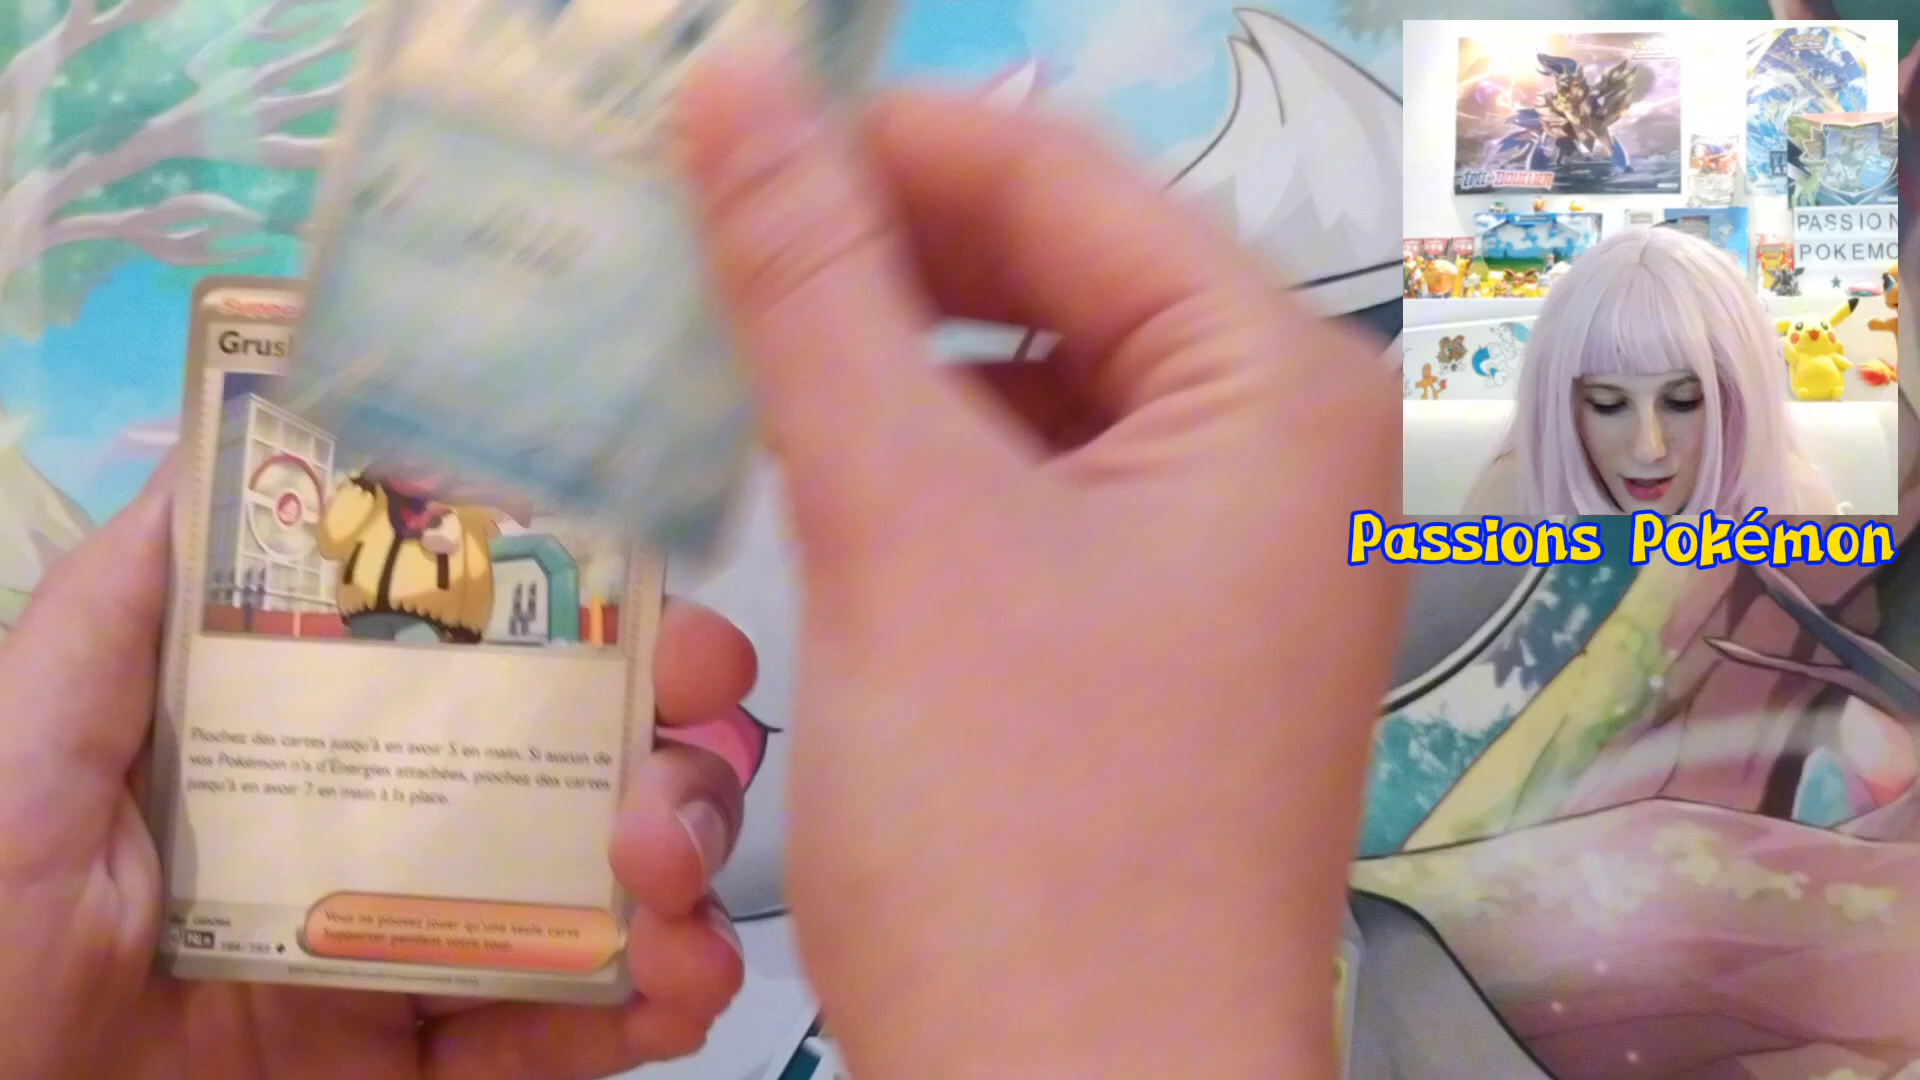 Suppo
Grus
Piochez des cartes jusqu'à en avoir 5 en main. Si aucun de
vos Pokémon n'a d'Énergies attachées, piochez des cartes
jusqu'à en avoir 7 en main à la place.
Vous ne pouvez jouer qu'une seule carte
Supporter pendant votre tour.
PASSION
POKEMO
Passions Pokémon